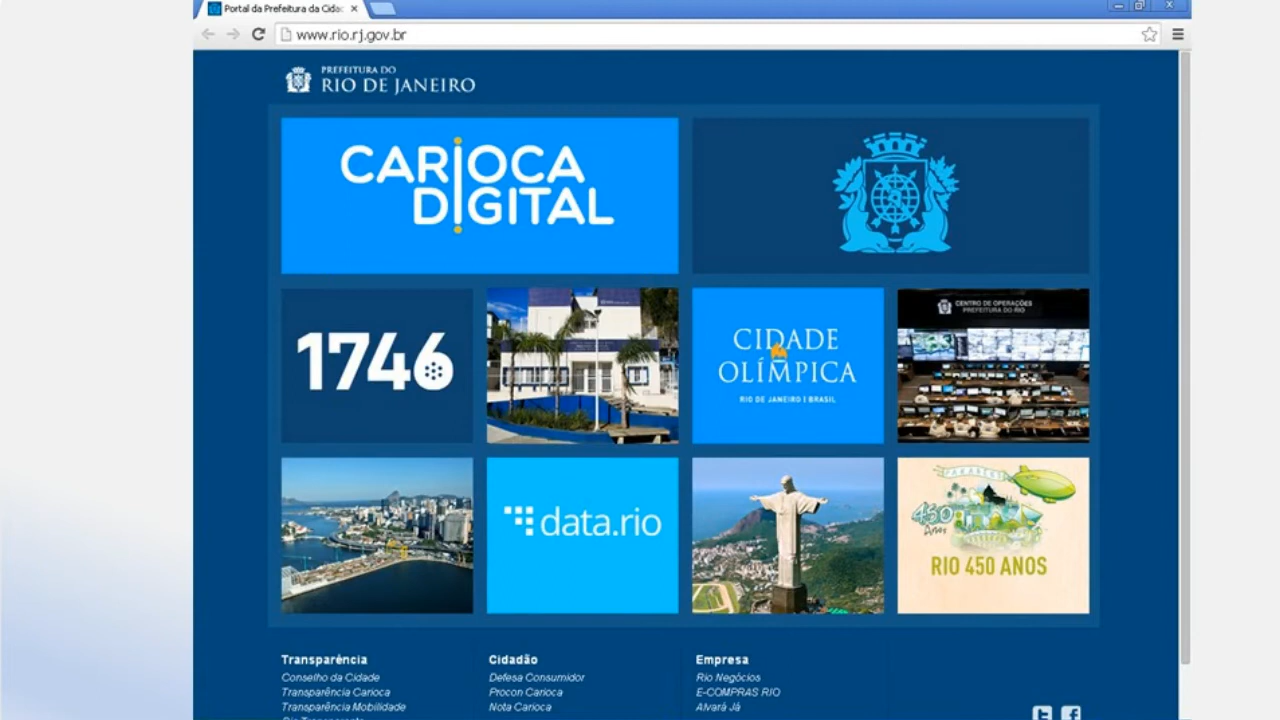 Portal da Prefeitura da Cidac
www.rio.rj.gov.br
PREFEITURA DO
RIO DE JANEIRO
CARIOCA
DIGITAL
1746
CIDADE
OLÍMPICA
RIO DE JANEIRO | BRASIL
CENTRO DE OPERAÇÕES
PREFEITURA DO RIO
data.rio
PARABÉNS
450
Anos
RIO 450 ANOS
Transparência
Conselho da Cidade
Transparência Carioca
Transparência Mobilidade
Cidadão
Defesa Consumidor
Procon Carioca
Nota Carioca
Empresa
Rio Negócios
E-COMPRAS RIO
Alvará Já